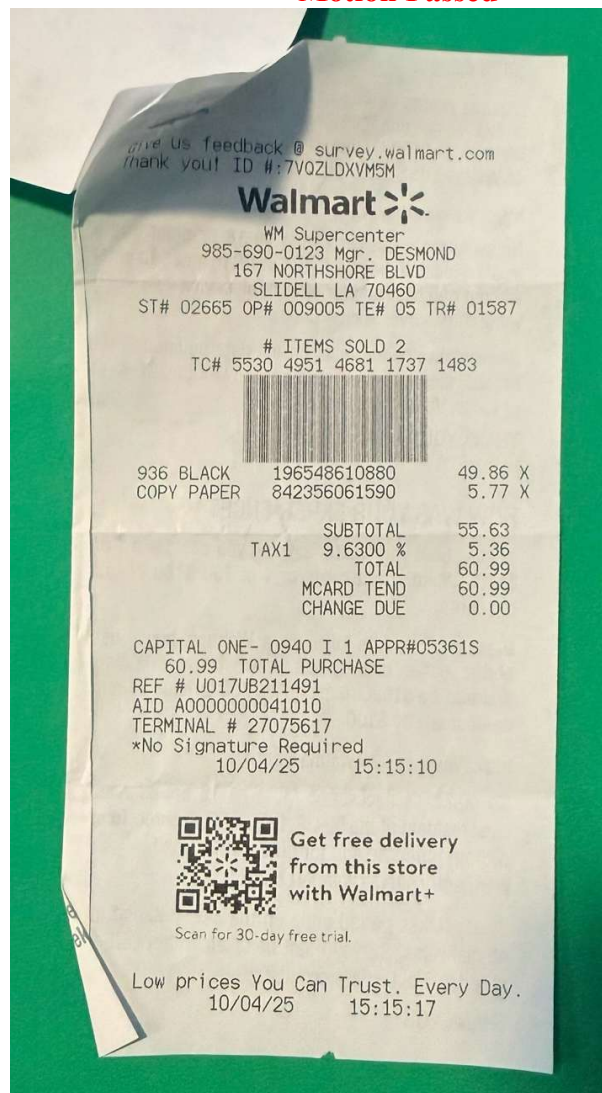 Give us feedback @ survey.walmart.com
Thank you! ID #:7VQZLDXVM5M
Walmart
WM Supercenter
985-690-0123 Mgr. DESMOND
167 NORTHSHORE BLVD
SLIDELL LA 70460
ST# 02665 OP# 009005 TE# 05 TR# 01587
# ITEMS SOLD 2
TC# 5530 4951 4681 1737 1483
936 BLACK 196548610880 49.86 X
COPY PAPER 842356061590 5.77 X
SUBTOTAL 55.63
TAX1 9.6300 % 5.36
TOTAL 60.99
MCARD TEND 60.99
CHANGE DUE 0.00
CAPITAL ONE- 0940 I 1 APPR#05361S
60.99 TOTAL PURCHASE
REF # U017UB211491
AID A0000000041010
TERMINAL # 27075617
*No Signature Required
10/04/25 15:15:10
Get free delivery
from this store
with Walmart+
Scan for 30-day free trial.
Low prices You Can Trust. Every Day.
10/04/25 15:15:17